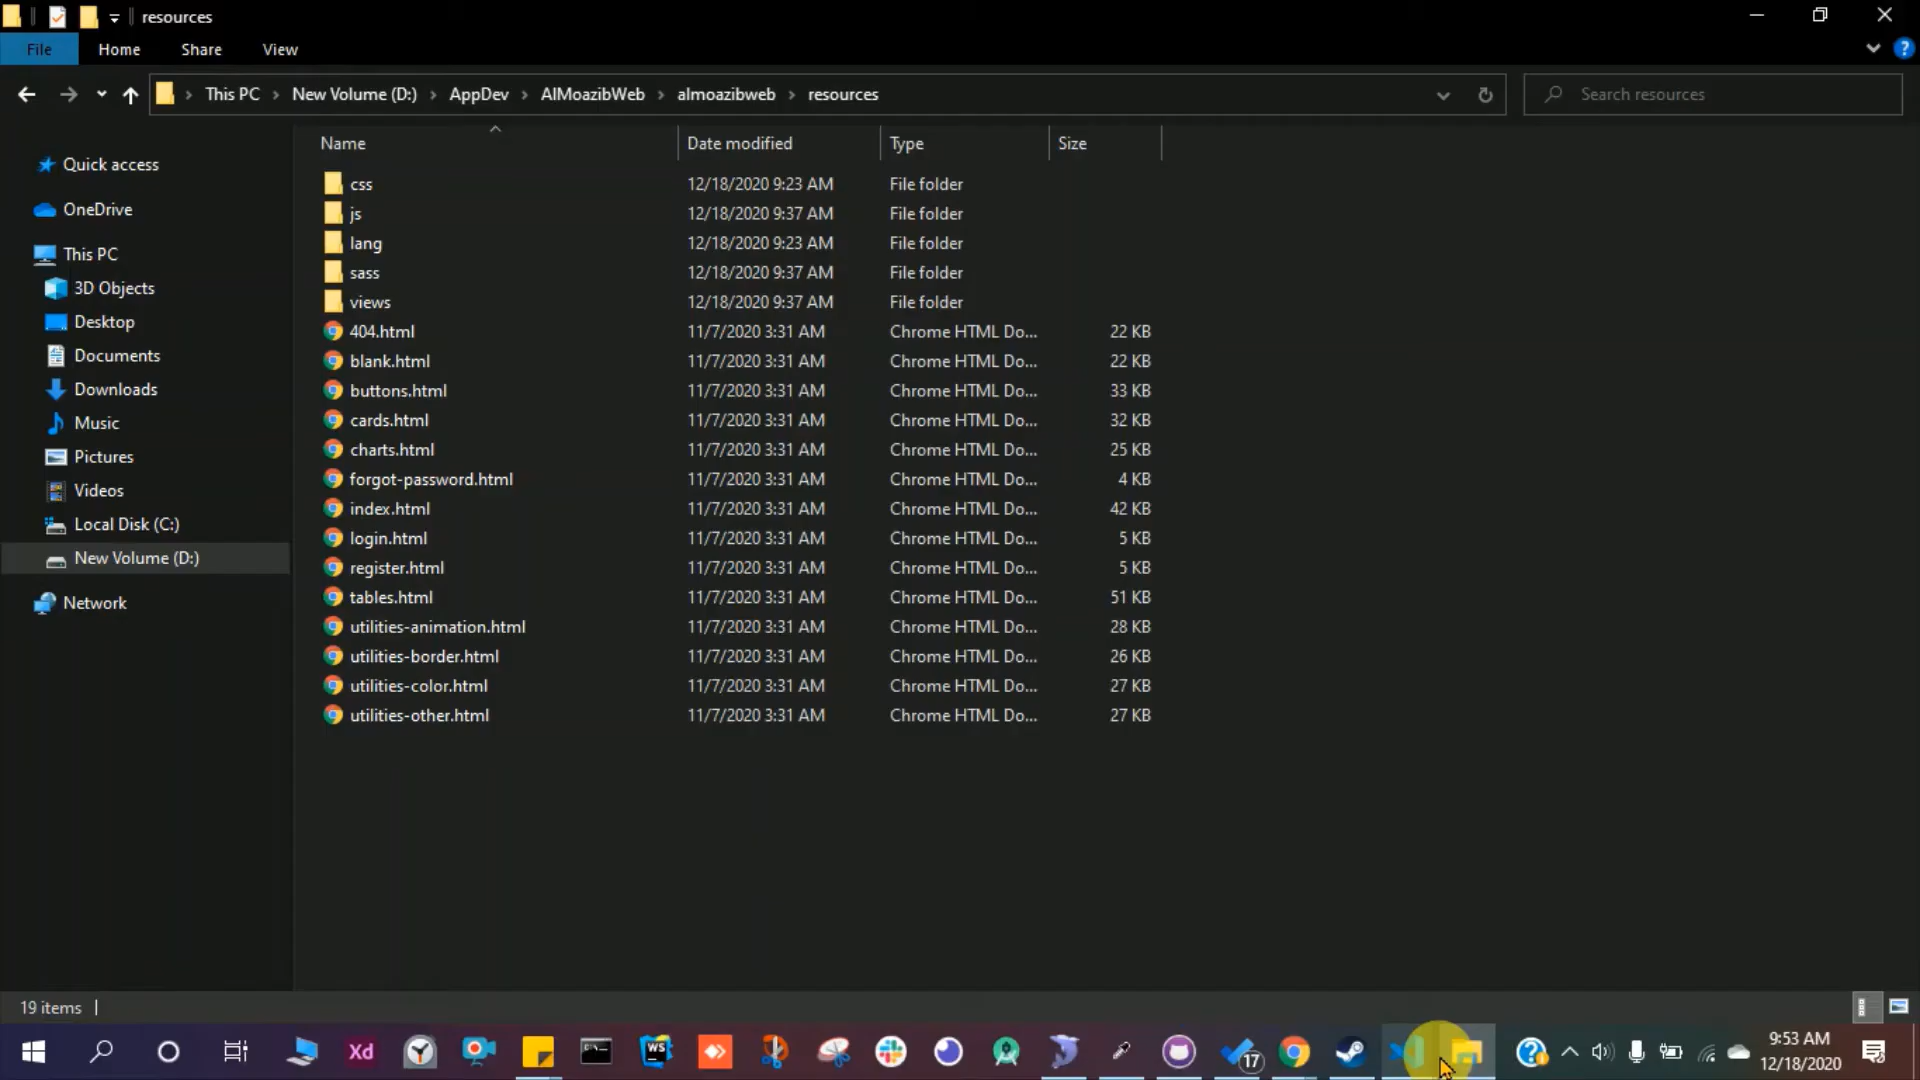 resources
File Home Share View
This PC New Volume (D:) AppDev AlMoazibWeb almoazibweb resources Search resources
Name Date modified Type Size
Quick access
OneDrive
This PC
3D Objects
Desktop
Documents
Downloads
Music
Pictures
Videos
Local Disk (C:)
New Volume (D:)
Network
css 12/18/2020 9:23 AM File folder
js 12/18/2020 9:37 AM File folder
lang 12/18/2020 9:23 AM File folder
sass 12/18/2020 9:37 AM File folder
views 12/18/2020 9:37 AM File folder
404.html 11/7/2020 3:31 AM Chrome HTML Do... 22 KB
blank.html 11/7/2020 3:31 AM Chrome HTML Do... 22 KB
buttons.html 11/7/2020 3:31 AM Chrome HTML Do... 33 KB
cards.html 11/7/2020 3:31 AM Chrome HTML Do... 32 KB
charts.html 11/7/2020 3:31 AM Chrome HTML Do... 25 KB
forgot-password.html 11/7/2020 3:31 AM Chrome HTML Do... 4 KB
index.html 11/7/2020 3:31 AM Chrome HTML Do... 42 KB
login.html 11/7/2020 3:31 AM Chrome HTML Do... 5 KB
register.html 11/7/2020 3:31 AM Chrome HTML Do... 5 KB
tables.html 11/7/2020 3:31 AM Chrome HTML Do... 51 KB
utilities-animation.html 11/7/2020 3:31 AM Chrome HTML Do... 28 KB
utilities-border.html 11/7/2020 3:31 AM Chrome HTML Do... 26 KB
utilities-color.html 11/7/2020 3:31 AM Chrome HTML Do... 27 KB
utilities-other.html 11/7/2020 3:31 AM Chrome HTML Do... 27 KB
19 items
Xd WS 17
9:53 AM
12/18/2020